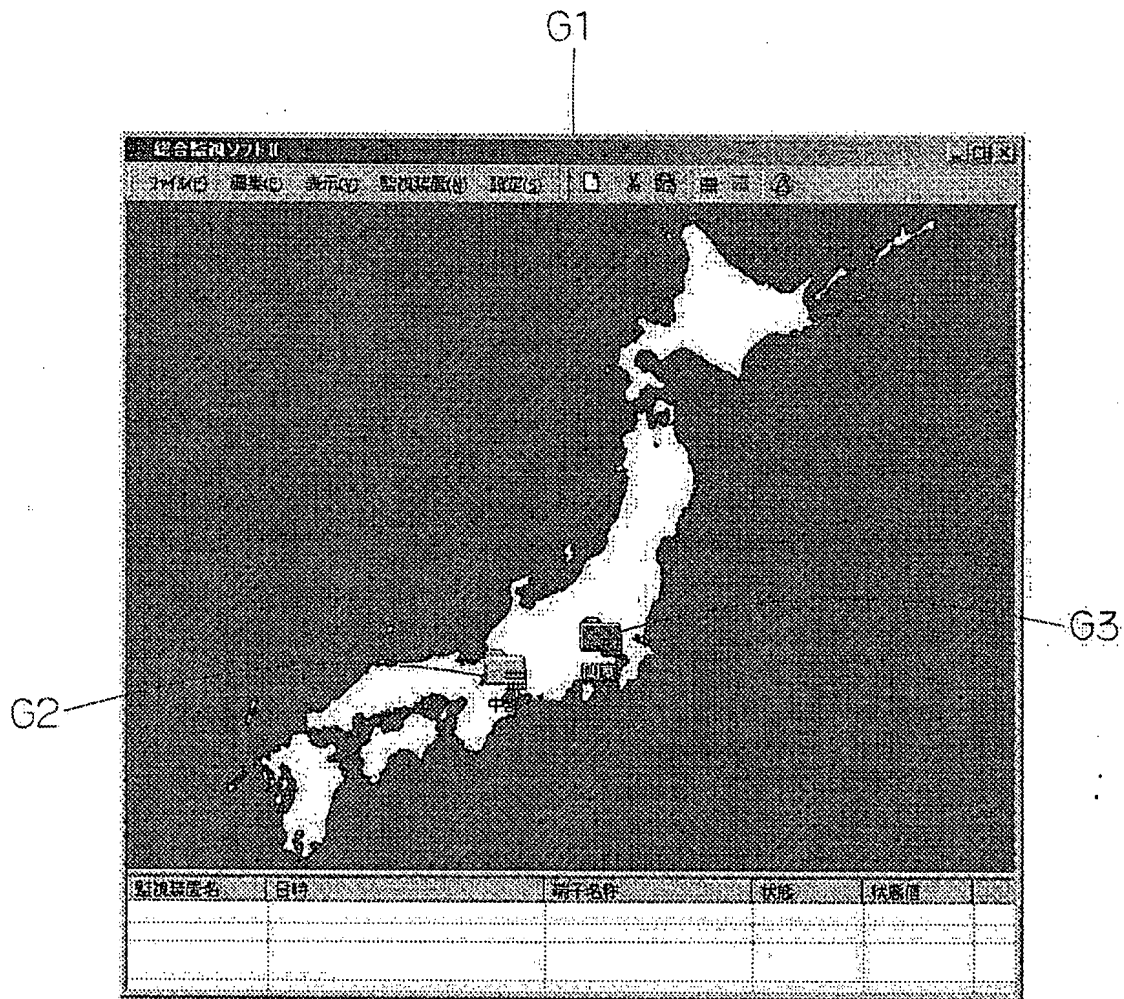 G1
総合監視ソフトII
ファイル(F) 編集(E) 表示(V) 監視装置(R) 設定(S)
G3
関東
中部
G2
監視装置名 日時 端子名称 状態 状態値